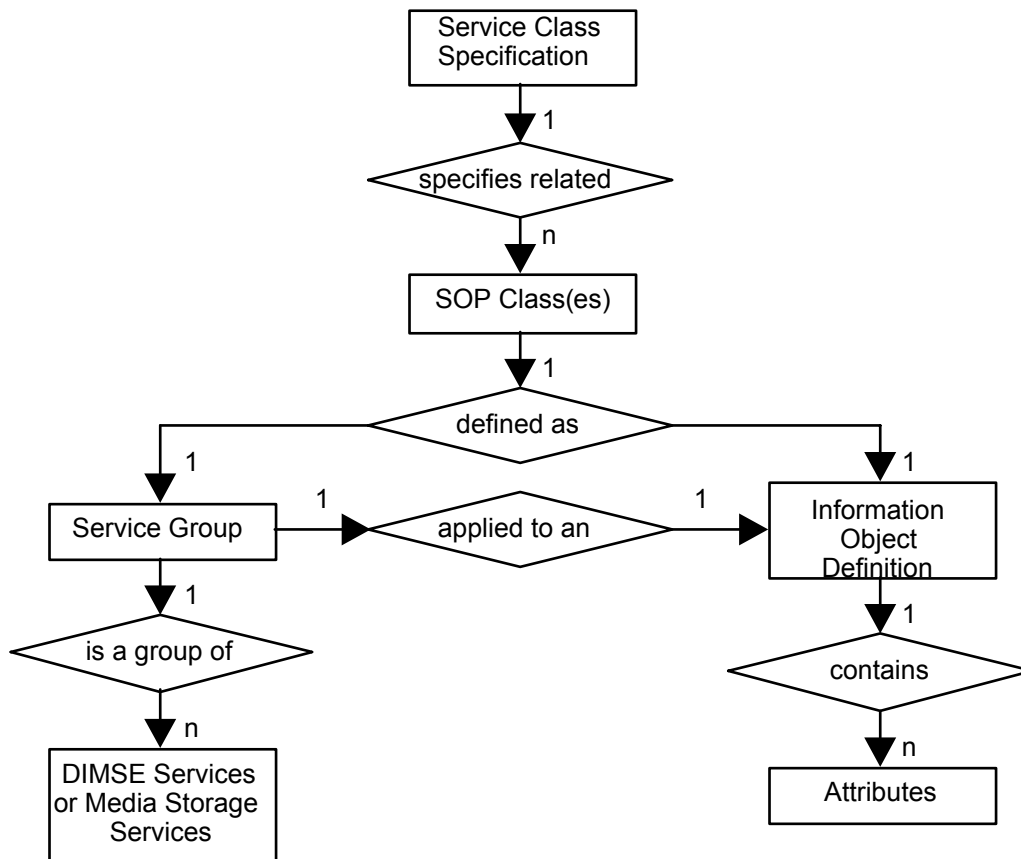 Service Class
Specification
1
specifies related
n
SOP Class(es)
1
defined as
1
1
Service Group
1
applied to an
1
Information
Object
Definition
1
1
is a group of
contains
n
n
DIMSE Services
or Media Storage
Services
Attributes